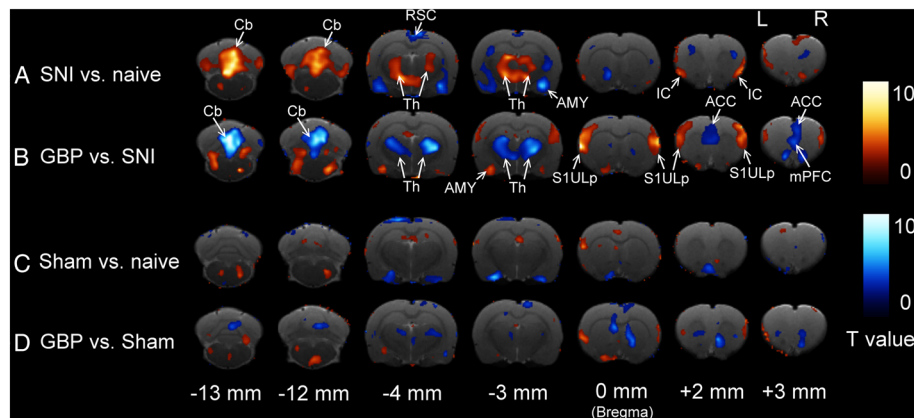 Cb
Cb
RSC
L R
A SNI vs. naive
Th
Th
AMY
IC
IC
10
0
Cb
Cb
ACC
ACC
B GBP vs. SNI
Th
AMY
Th
S1ULp
S1ULp
S1ULp
mPFC
10
0
C Sham vs. naive
D GBP vs. Sham
T value
-13 mm -12 mm -4 mm -3 mm 0 mm +2 mm +3 mm
(Bregma)